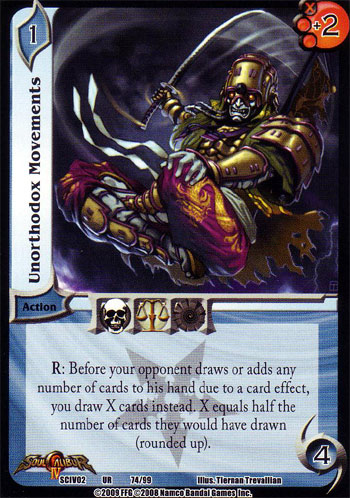 1
+2
Unorthodox Movements
Action
R: Before your opponent draws or adds any
number of cards to his hand due to a card effect,
you draw X cards instead. X equals half the
number of cards they would have drawn
(rounded up).
4
SOULCALIBUR
IV
SCIV02 UR 74/99 Illus. Tiernan Trevallian
©2009 FFG ©2008 Namco Bandai Games Inc.